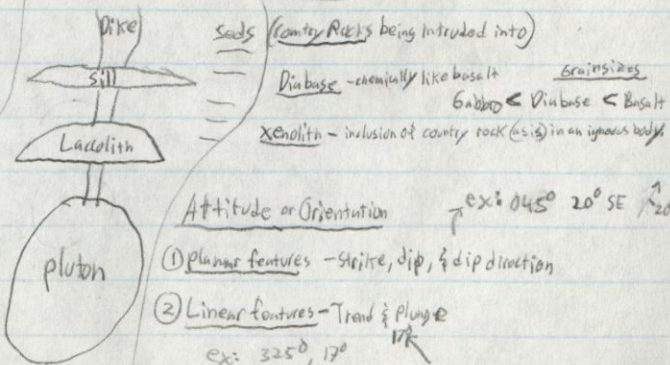 Dike
seds (Country Rocks being intruded into)
Sill
Diabase - chemically like basalt
Grainsizes
Gabbro < Diabase < Basalt
Laccolith
Xenolith - inclusion of country rock (as is) in an igneous body.
Attitude or Orientation
ex: 045° 20° SE
20
pluton
① planar features - strike, dip, & dip direction
② Linear features - Trend & plunge
17°
ex: 325°, 17°